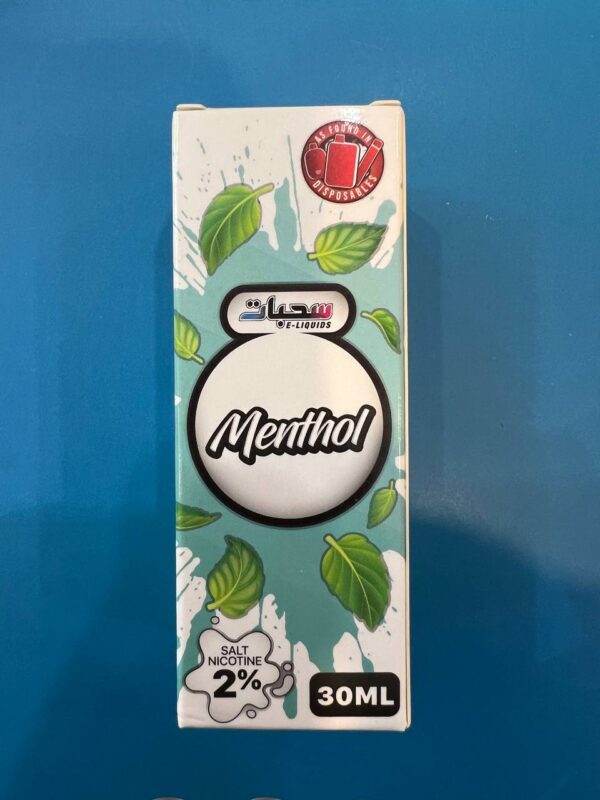 AS FOUND IN
DISPOSABLES
سحبات
E-LIQUIDS
Menthol
SALT
NICOTINE
2%
30ML